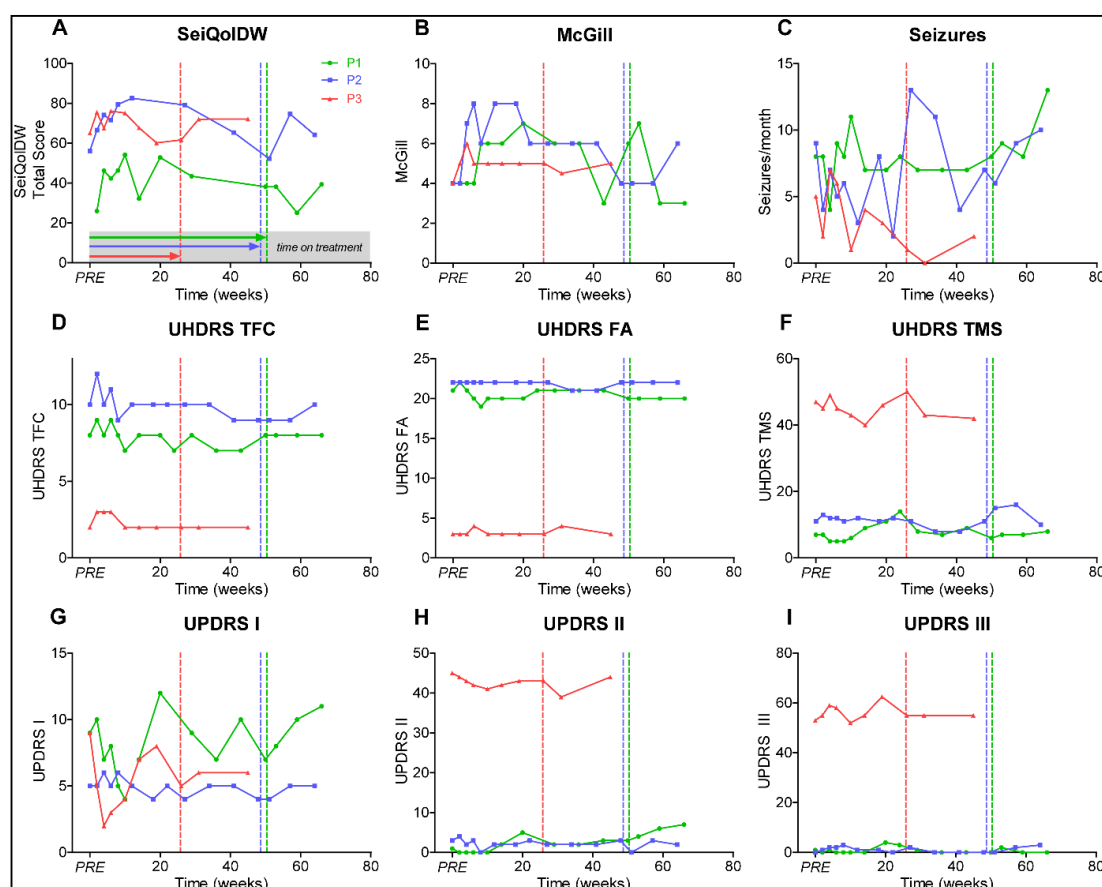 A
SeiQolDW
P1
P2
P3
SeiQolDW
Total Score
100
80
60
40
20
0
time on treatment
PRE
20
40
60
80
Time (weeks)
B
McGill
McGill
10
8
6
4
2
0
PRE
20
40
60
80
Time (weeks)
C
Seizures
Seizures/month
15
10
5
0
PRE
20
40
60
80
Time (weeks)
D
UHDRS TFC
UHDRS TFC
10
5
0
PRE
20
40
60
80
Time (weeks)
E
UHDRS FA
UHDRS FA
25
20
15
10
5
0
PRE
20
40
60
80
Time (weeks)
F
UHDRS TMS
UHDRS TMS
60
40
20
0
PRE
20
40
60
80
Time (weeks)
G
UPDRS I
UPDRS I
15
10
5
0
PRE
20
40
60
80
Time (weeks)
H
UPDRS II
UPDRS II
50
40
30
20
10
0
PRE
20
40
60
80
Time (weeks)
I
UPDRS III
UPDRS III
80
60
40
20
0
PRE
20
40
60
80
Time (weeks)